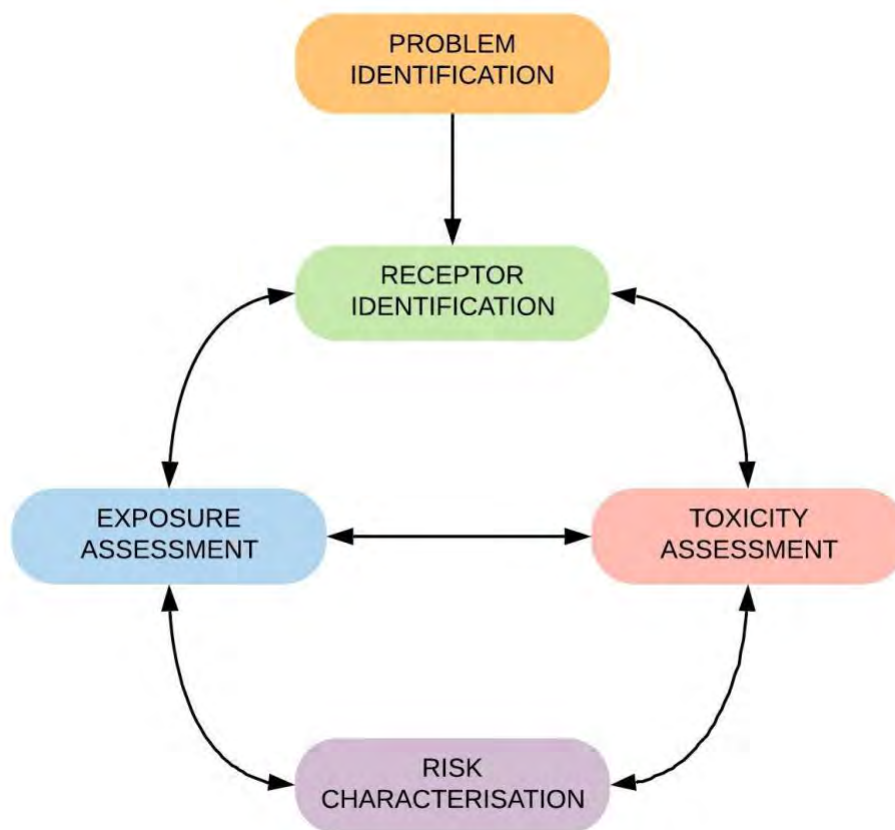 PROBLEM
IDENTIFICATION
RECEPTOR
IDENTIFICATION
EXPOSURE
ASSESSMENT
TOXICITY
ASSESSMENT
RISK
CHARACTERISATION